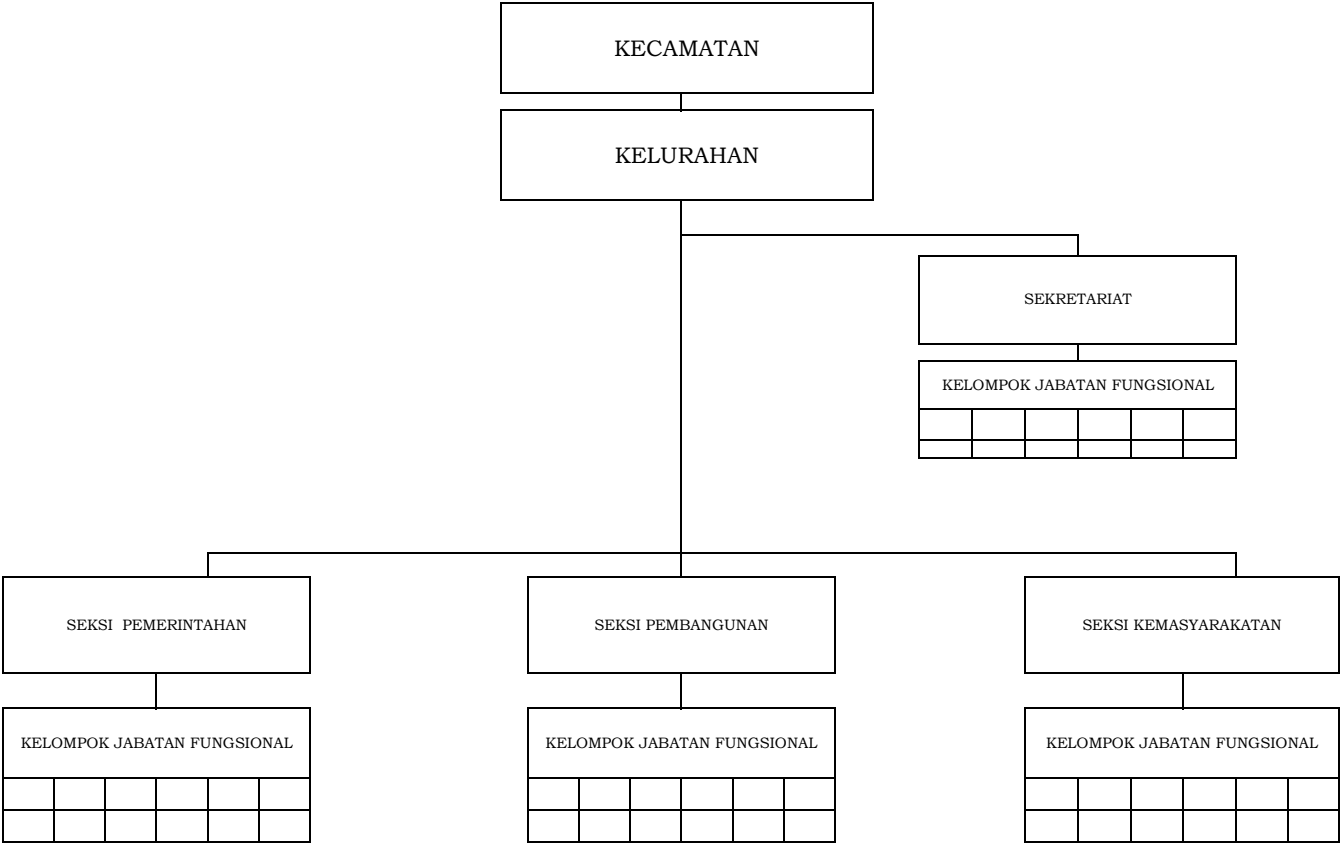 KECAMATAN
KELURAHAN
SEKRETARIAT
KELOMPOK JABATAN FUNGSIONAL
SEKSI  PEMERINTAHAN
SEKSI PEMBANGUNAN
SEKSI KEMASYARAKATAN
KELOMPOK JABATAN FUNGSIONAL
KELOMPOK JABATAN FUNGSIONAL
KELOMPOK JABATAN FUNGSIONAL